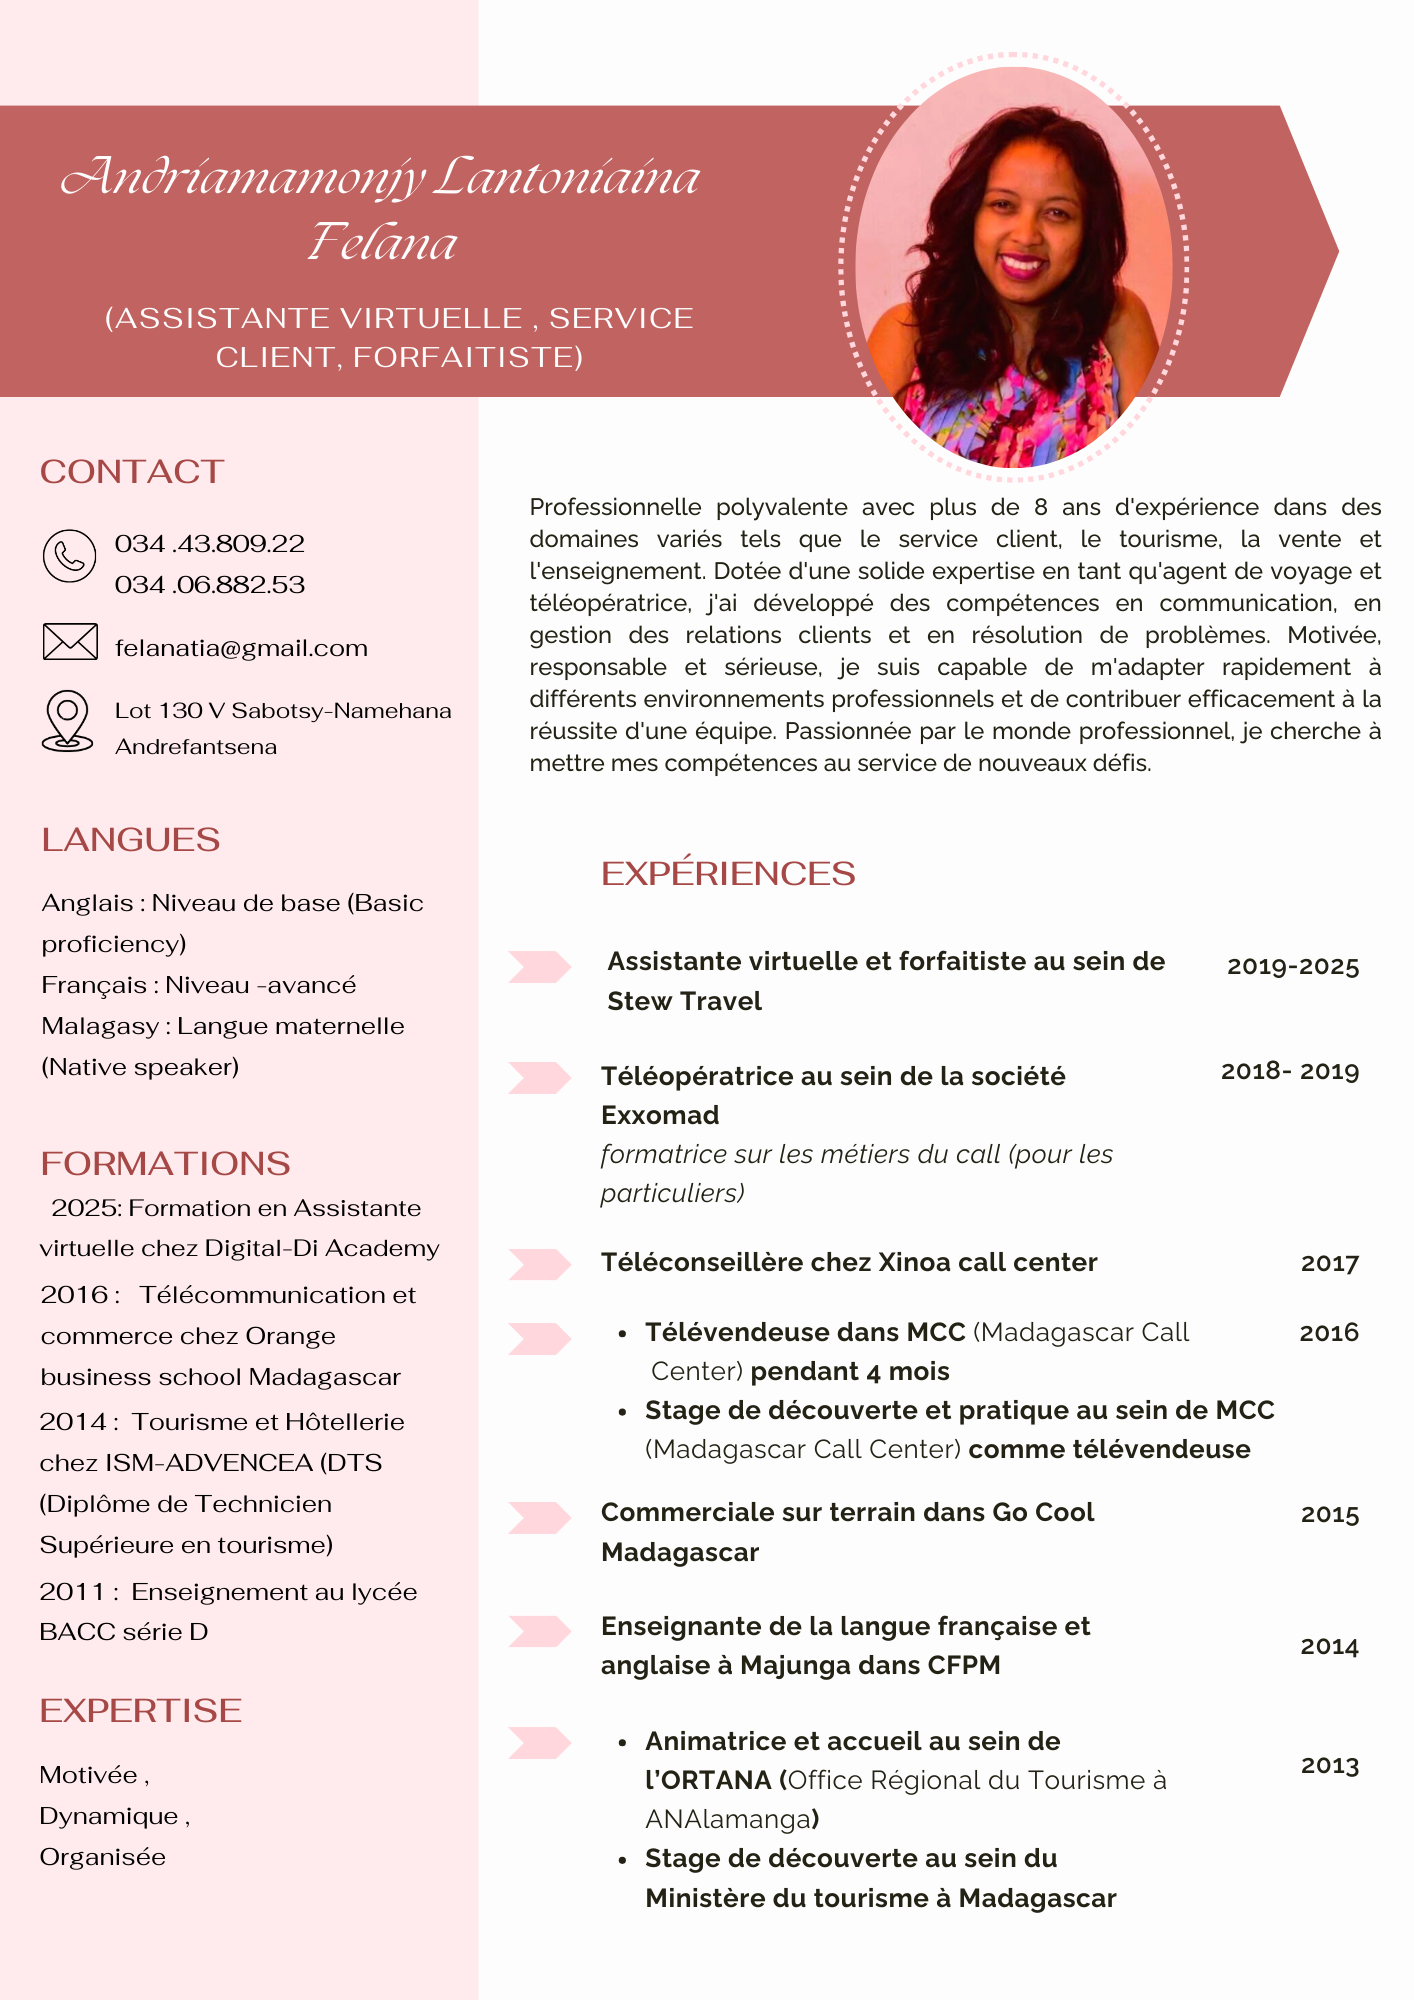 Andriamamonjy Lantoniaina
Felana
(ASSISTANTE VIRTUELLE , SERVICE
CLIENT, FORFAITISTE)
CONTACT
034 .43.809.22
034 .06.882.53
felanatia@gmail.com
Lot 130 V Sabotsy-Namehana
Andrefantsena
LANGUES
Anglais : Niveau de base (Basic
proficiency)
Français : Niveau -avancé
Malagasy : Langue maternelle
(Native speaker)
FORMATIONS
2025: Formation en Assistante
virtuelle chez Digital-Di Academy
2016 : Télécommunication et
commerce chez Orange
business school Madagascar
2014 : Tourisme et Hôtellerie
chez ISM-ADVENCEA (DTS
(Diplôme de Technicien
Supérieure en tourisme)
2011 : Enseignement au lycée
BACC série D
EXPERTISE
Motivée ,
Dynamique ,
Organisée
Professionnelle polyvalente avec plus de 8 ans d'expérience dans des
domaines variés tels que le service client, le tourisme, la vente et
l'enseignement. Dotée d'une solide expertise en tant qu'agent de voyage et
téléopératrice, j'ai développé des compétences en communication, en
gestion des relations clients et en résolution de problèmes. Motivée,
responsable et sérieuse, je suis capable de m'adapter rapidement à
différents environnements professionnels et de contribuer efficacement à la
réussite d'une équipe. Passionnée par le monde professionnel, je cherche à
mettre mes compétences au service de nouveaux défis.
EXPÉRIENCES
Assistante virtuelle et forfaitiste au sein de 2019-2025
Stew Travel
Téléopératrice au sein de la société 2018- 2019
Exxomad
formatrice sur les métiers du call (pour les
particuliers)
Téléconseillère chez Xinoa call center 2017
• Télévendeuse dans MCC (Madagascar Call 2016
Center) pendant 4 mois
• Stage de découverte et pratique au sein de MCC
(Madagascar Call Center) comme télévendeuse
Commerciale sur terrain dans Go Cool 2015
Madagascar
Enseignante de la langue française et
anglaise à Majunga dans CFPM 2014
• Animatrice et accueil au sein de
l'ORTANA (Office Régional du Tourisme à 2013
ANAlamanga)
• Stage de découverte au sein du
Ministère du tourisme à Madagascar